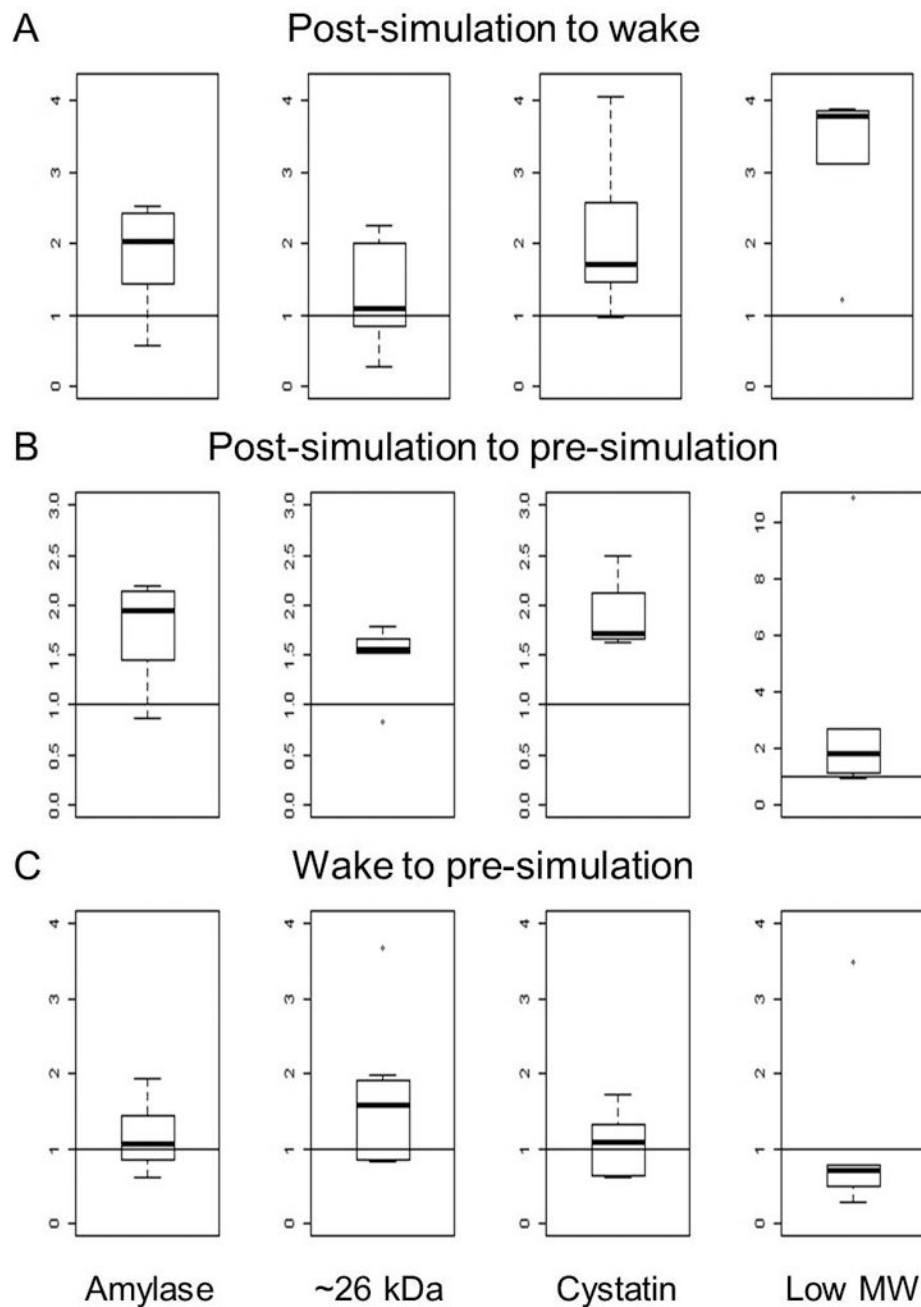 A Post-simulation to wake
4 3 2 1 0
4 3 2 1 0
4 3 2 1 0
4 3 2 1 0
B Post-simulation to pre-simulation
3.0 2.5 2.0 1.5 1.0 0.5 0.0
3.0 2.5 2.0 1.5 1.0 0.5 0.0
3.0 2.5 2.0 1.5 1.0 0.5 0.0
10 8 6 4 2 0
C Wake to pre-simulation
4 3 2 1 0
4 3 2 1 0
4 3 2 1 0
4 3 2 1 0
Amylase ~26 kDa Cystatin Low MW